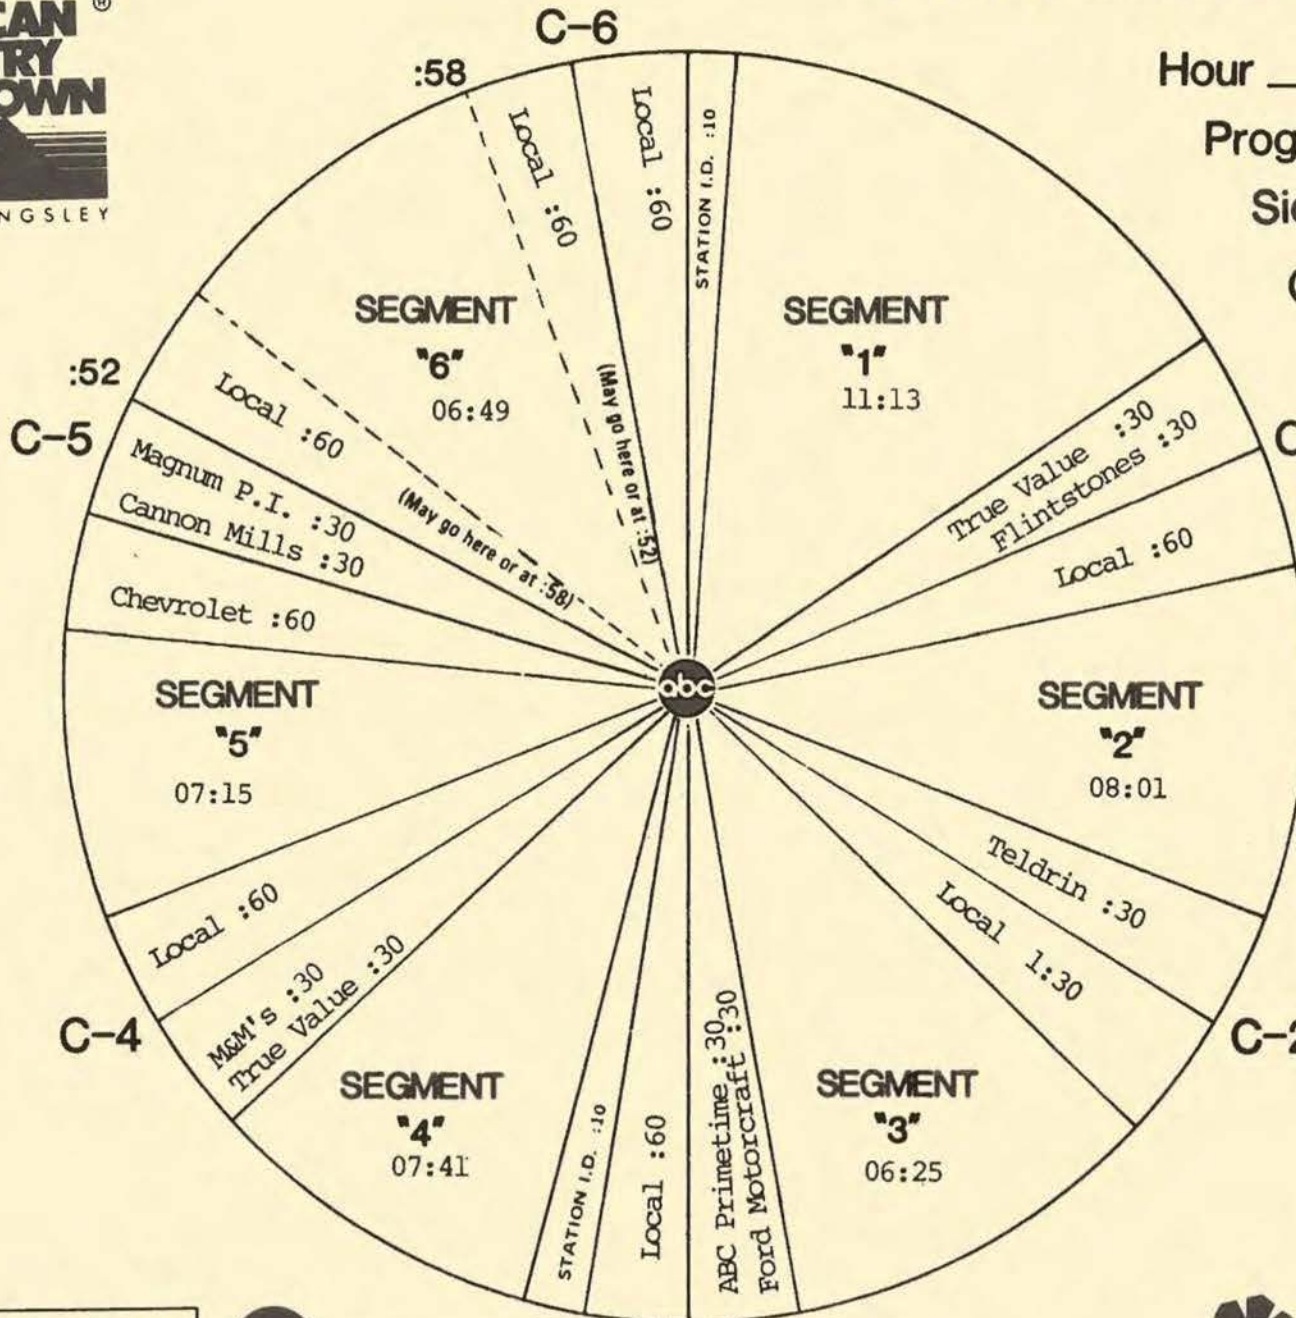 C-6
:58
Hour
Local :60
Local :60
(May go here or at :52)
STATION I.D. :10
SEGMENT
"1"
11:13
True Value :30
Flintstones :30
Local :60
SEGMENT
"2"
08:01
Teldrin :30
Local 1:30
SEGMENT
"3"
06:25
ABC Primetime :30
Ford Motorcraft :30
Local :60
STATION I.D. :10
SEGMENT
"4"
07:41
M&M's :30
True Value :30
C-4
Local :60
SEGMENT
"5"
07:15
Chevrolet :60
Cannon Mills :30
Magnum P.I. :30
C-5
:52
Local :60
(May go here or at :58)
SEGMENT
"6"
06:49
abc